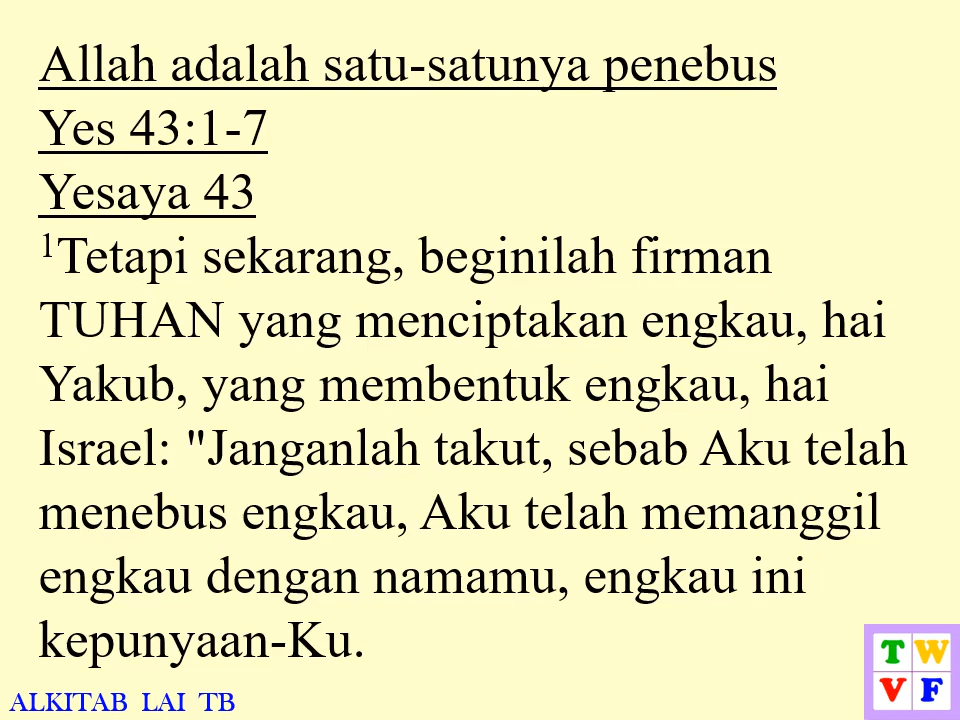 Allah adalah satu-satunya penebus
Yes 43:1-7
Yesaya 43
¹Tetapi sekarang, beginilah firman
TUHAN yang menciptakan engkau, hai
Yakub, yang membentuk engkau, hai
Israel: "Janganlah takut, sebab Aku telah
menebus engkau, Aku telah memanggil
engkau dengan namamu, engkau ini
kepunyaan-Ku.
ALKITAB LAI TB
T W
V F